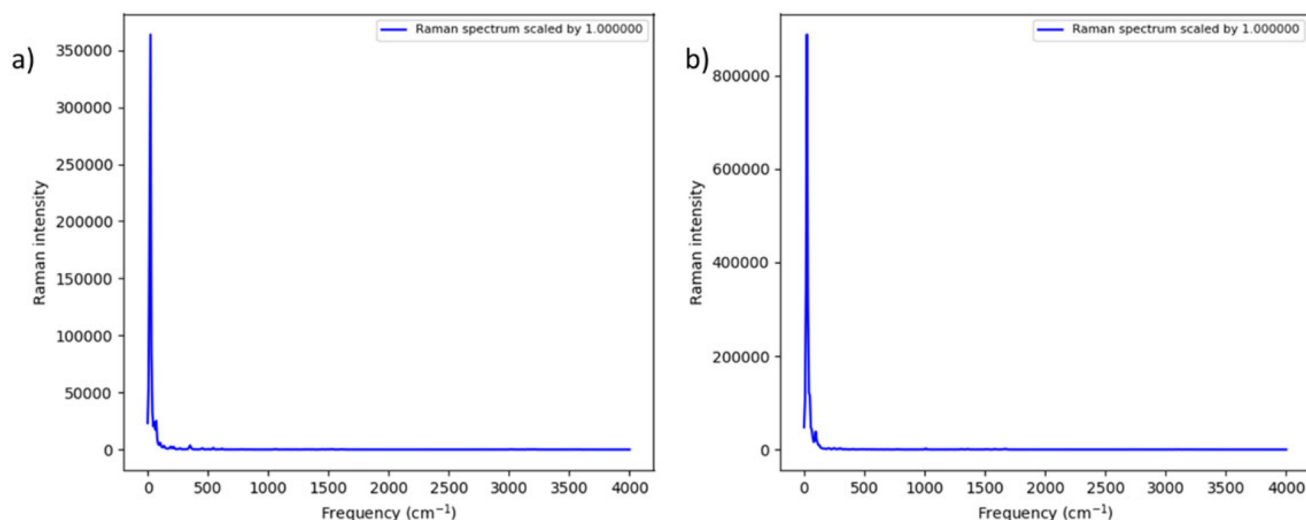 a)
Raman spectrum scaled by 1.000000
350000
300000
250000
200000
150000
100000
50000
0
Raman intensity
0 500 1000 1500 2000 2500 3000 3500 4000
Frequency (cm⁻¹)
b)
Raman spectrum scaled by 1.000000
800000
600000
400000
200000
0
Raman intensity
0 500 1000 1500 2000 2500 3000 3500 4000
Frequency (cm⁻¹)